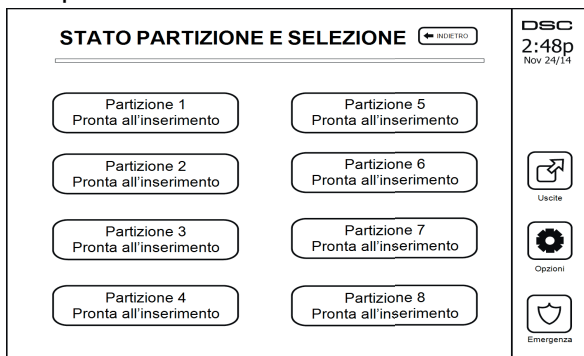 STATO PARTIZIONE E SELEZIONE
INDIETRO
DSC
2:48p
Nov 24/14
Partizione 1
Pronta all'inserimento
Partizione 5
Pronta all'inserimento
Partizione 2
Pronta all'inserimento
Partizione 6
Pronta all'inserimento
Partizione 3
Pronta all'inserimento
Partizione 7
Pronta all'inserimento
Partizione 4
Pronta all'inserimento
Partizione 8
Pronta all'inserimento
Uscite
Opzioni
Emergenza